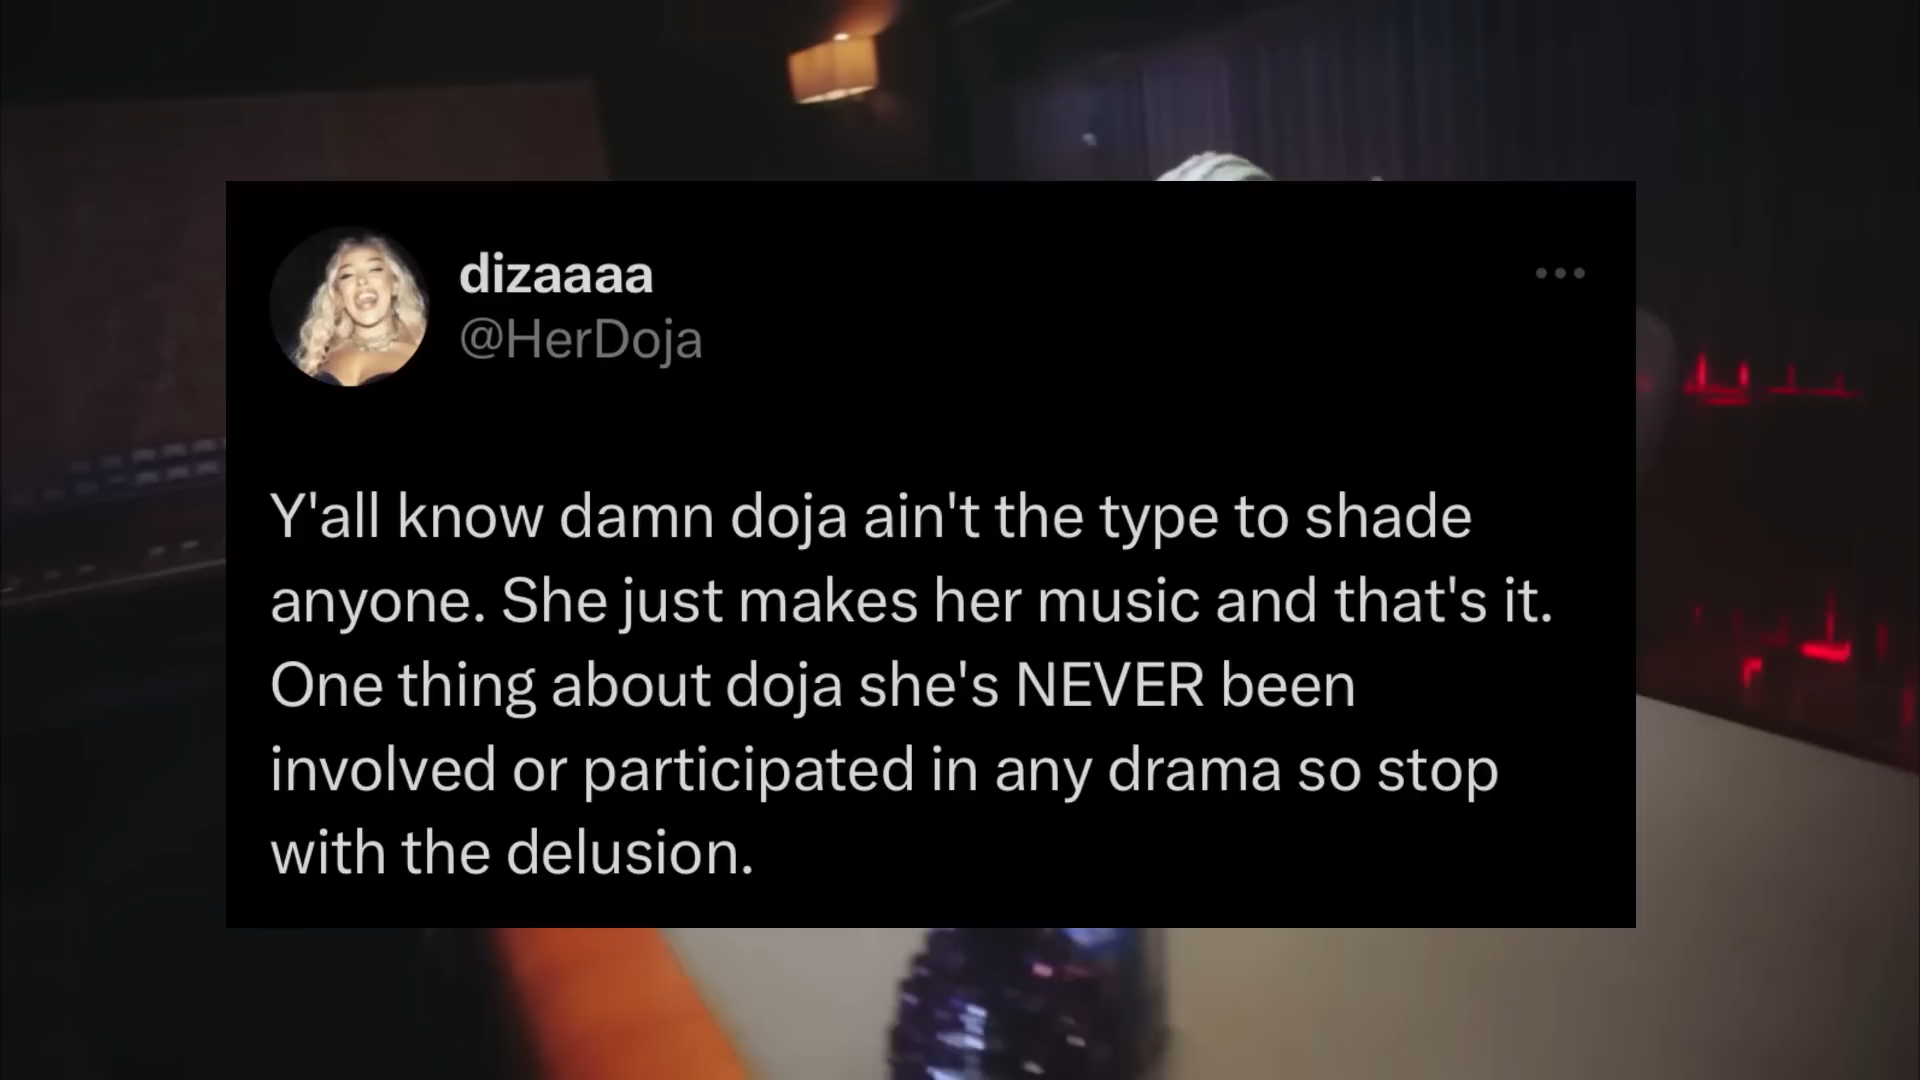 dizaaaa
@HerDoja
Y'all know damn doja ain't the type to shade
anyone. She just makes her music and that's it.
One thing about doja she's NEVER been
involved or participated in any drama so stop
with the delusion.